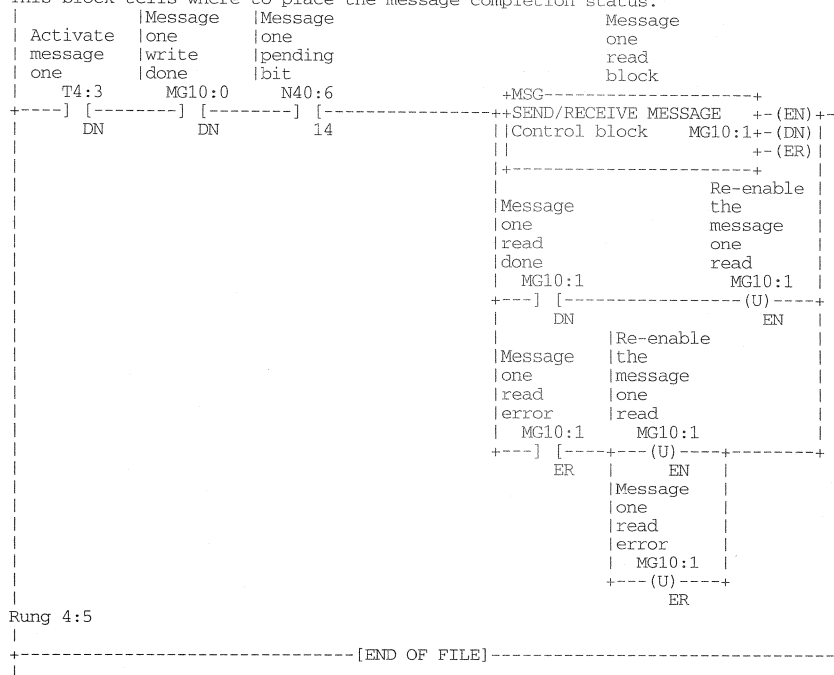 This block tells where to place the message completion status.
|              |Message   |Message                              Message
| Activate  |one          |one                                      one
| message   |write        |pending                                  read
| one       |done         |bit                                      block
|     T4:3       MG10:0      N40:6                    +MSG--------------------+
+----] [--------] [--------] [--------------------++SEND/RECEIVE MESSAGE   +-(EN)+-
|      DN          DN          14                 ||Control block    MG10:1+-(DN)|
|                                                 ||                       +-(ER)|
|                                                 |+-----------------------+     |
|                                                 |                    Re-enable |
|                                                 |Message             the       |
|                                                 |one                 message   |
|                                                 |read                one       |
|                                                 |done                read      |
|                                                 |  MG10:1              MG10:1  |
|                                                 +---] [-----------------(U)----+
|                                                 |     DN                 EN    |
|                                                 |          |Re-enable          |
|                                                 |Message   |the                |
|                                                 |one       |message            |
|                                                 |read      |one                |
|                                                 |error     |read               |
|                                                 |  MG10:1     MG10:1           |
|                                                 +---] [----+---(U)----+--------+
|                                                       ER   |     EN   |
|                                                            |Message   |
|                                                            |one       |
|                                                            |read      |
|                                                            |error     |
|                                                            |  MG10:1  |
|                                                            +---(U)----+
|                                                                  ER
Rung 4:5
|
+--------------------------------[END OF FILE]---------------------------------
|